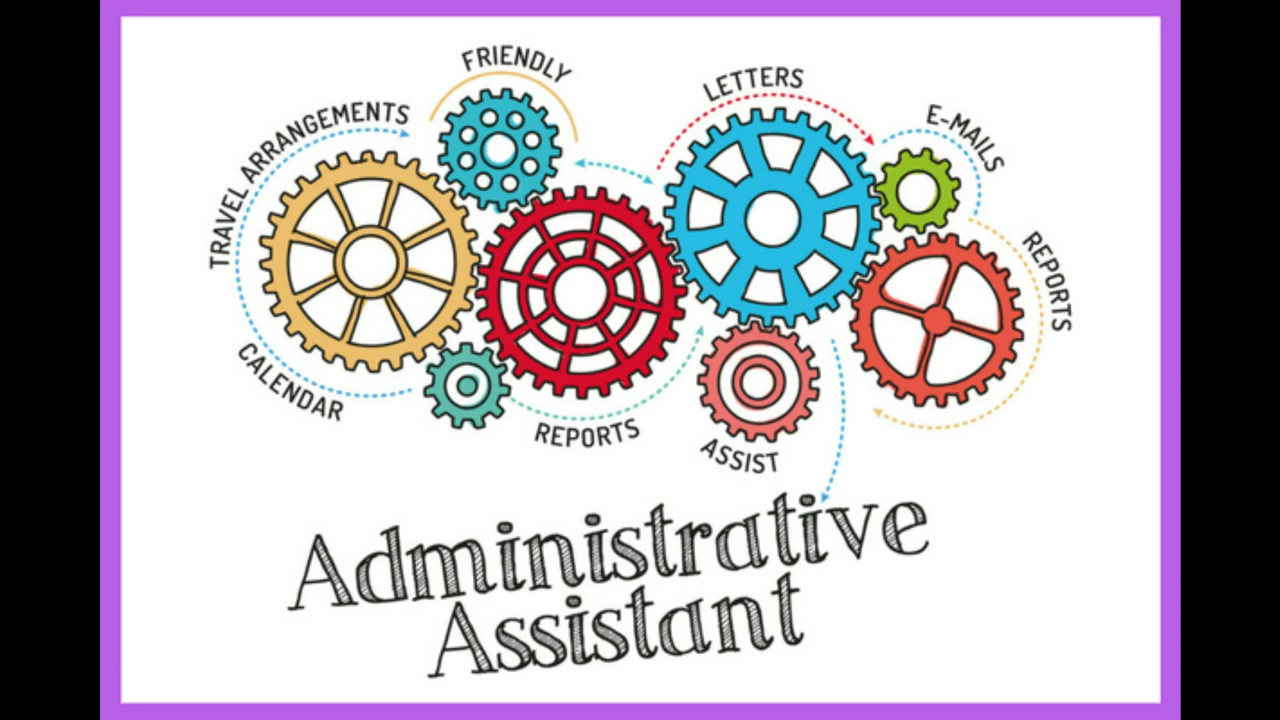 FRIENDLY
LETTERS
E-MAILS
TRAVEL ARRANGEMENTS
REPORTS
CALENDAR
REPORTS
ASSIST
Administrative
Assistant